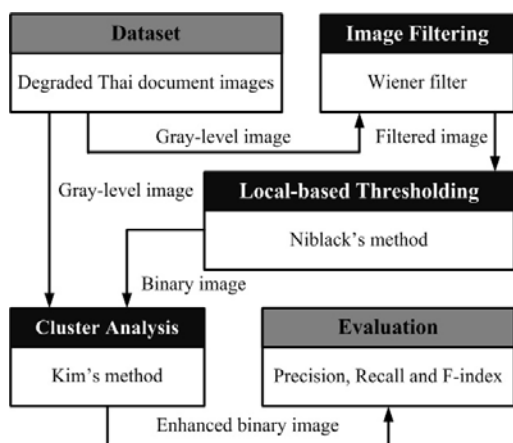 Dataset
Degraded Thai document images
Image Filtering
Wiener filter
Gray-level image
Filtered image
Gray-level image
Local-based Thresholding
Niblack's method
Binary image
Cluster Analysis
Kim's method
Evaluation
Precision, Recall and F-index
Enhanced binary image